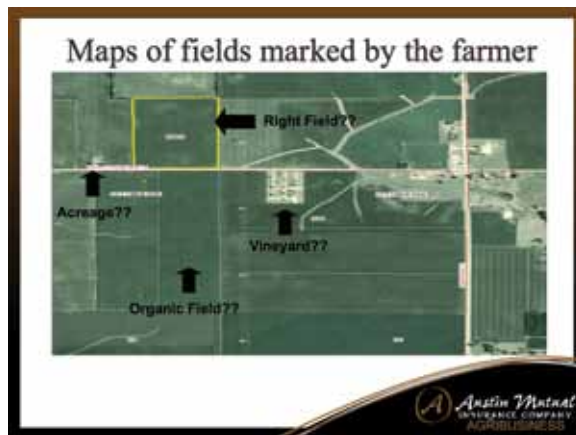 Maps of fields marked by the farmer
Right Field??
Acreage??
Vineyard??
Organic Field??
A
Austin Mutual
INSURANCE COMPANY
AGRIBUSINESS